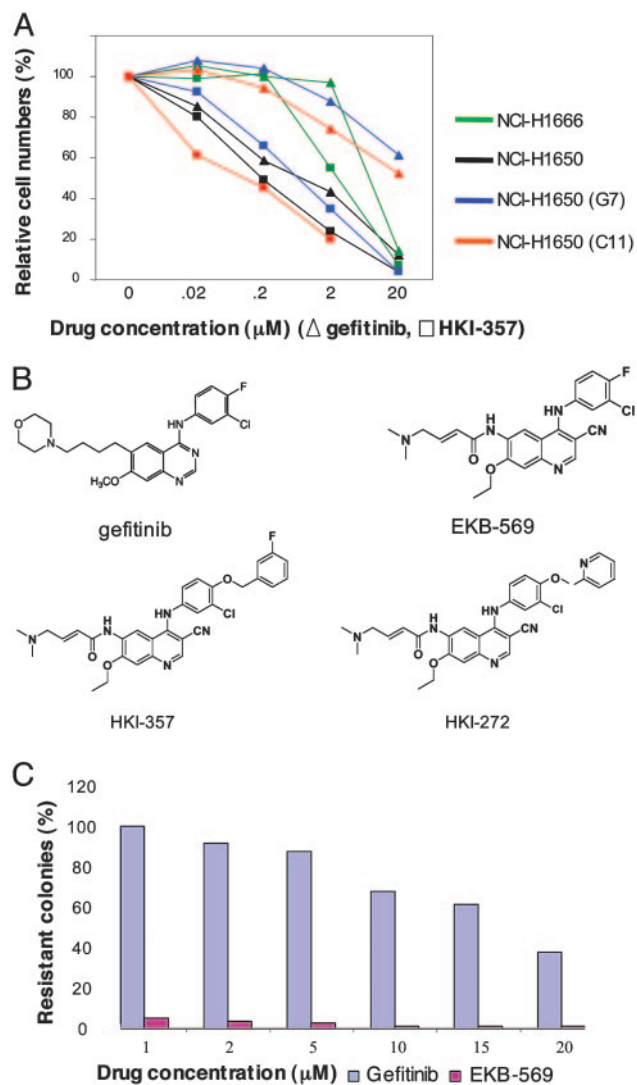 A
Relative cell numbers (%)
100
80
60
40
20
0
0 .02 .2 2 20
Drug concentration (μM) (△ gefitinib, □ HKI-357)
NCI-H1666
NCI-H1650
NCI-H1650 (G7)
NCI-H1650 (C11)
B
F
Cl
HN
O
N
N
N
H₃CO
gefitinib
F
Cl
HN
H
N
CN
N
O
O
N
EKB-569
F
O
Cl
HN
H
N
CN
N
O
O
N
HKI-357
N
O
Cl
HN
H
N
CN
N
O
O
N
HKI-272
C
Resistant colonies (%)
120
100
80
60
40
20
0
1 2 5 10 15 20
Drug concentration (μM) Gefitinib EKB-569